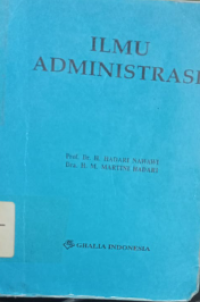 ILMU
ADMINISTRASI
Prof. Dr. H. HADARI NAWAWI
Dra. H. M. MARTINI HADARI
GHALIA INDONESIA